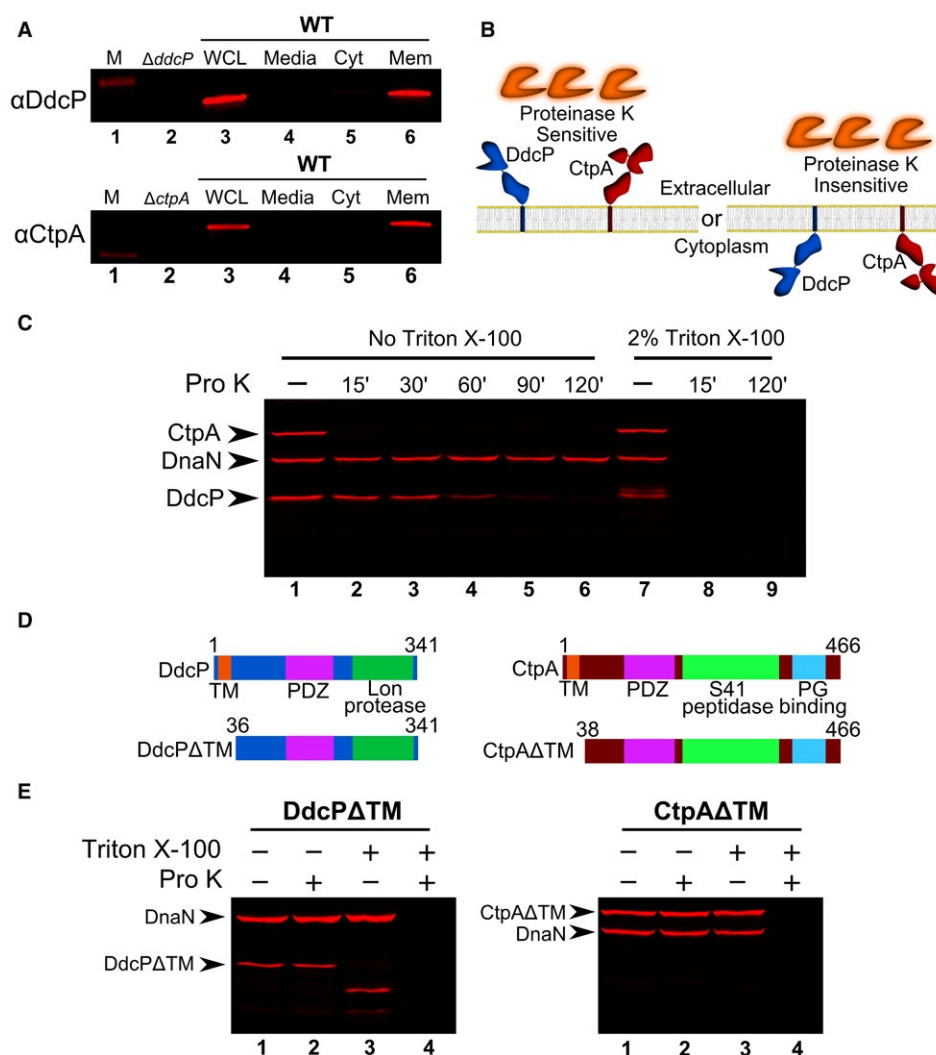 A
WT
M ΔddcP WCL Media Cyt Mem
αDdcP
1 2 3 4 5 6
WT
M ΔctpA WCL Media Cyt Mem
αCtpA
1 2 3 4 5 6
B
Proteinase K
Sensitive
DdcP
CtpA
Extracellular
or
Cytoplasm
Proteinase K
Insensitive
CtpA
DdcP
C
No Triton X-100 2% Triton X-100
Pro K – 15' 30' 60' 90' 120' – 15' 120'
CtpA
DnaN
DdcP
1 2 3 4 5 6 7 8 9
D
1 341
DdcP
TM PDZ Lon
protease
36 341
DdcPΔTM
1 466
CtpA
TM PDZ S41 PG
peptidase binding
38 466
CtpAΔTM
E
DdcPΔTM CtpAΔTM
Triton X-100 – – + + – – + +
Pro K – + – + – + – +
DnaN
DdcPΔTM
1 2 3 4
CtpAΔTM
DnaN
1 2 3 4